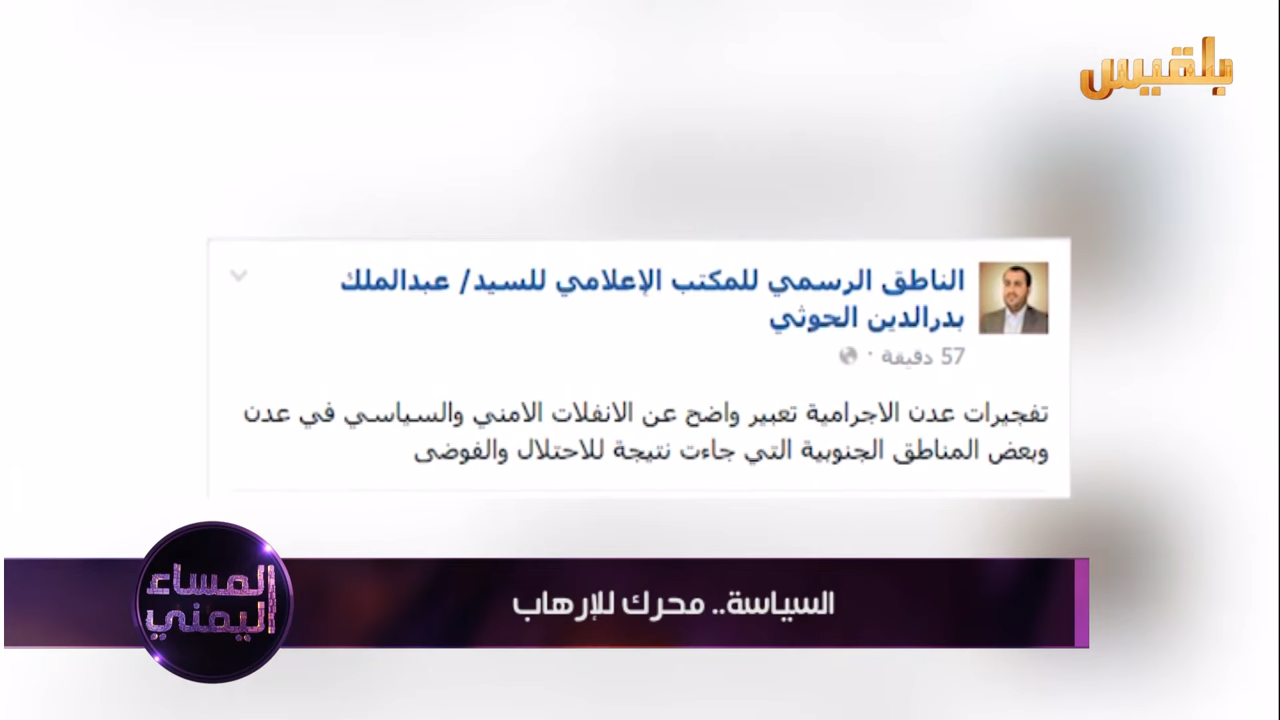 بلقيس
الناطق الرسمي للمكتب الإعلامي للسيد/ عبدالملك
بدرالدين الحوثي
57 دقيقة ·
تفجيرات عدن الاجرامية تعبير واضح عن الانفلات الامني والسياسي في عدن
وبعض المناطق الجنوبية التي جاءت نتيجة للاحتلال والفوضى
السياسة.. محرك للإرهاب
المساء
اليمني